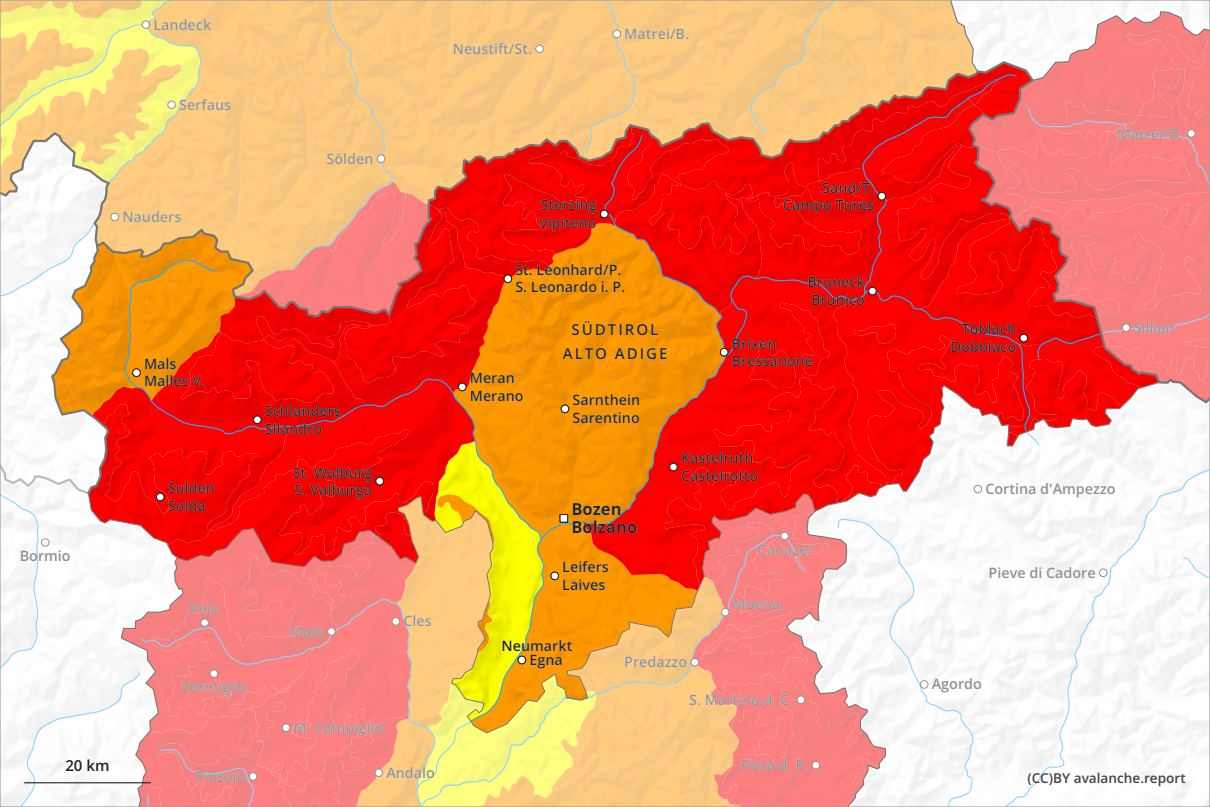 Landeck
Neustift/St.
Matrei/B.
Serfaus
Matrei/O.
Sölden
Sand/T.
Campo Tures
Nauders
Sterzing
Vipiteno
St. Leonhard/P.
S. Leonardo i. P.
Bruneck
Brunico
SÜDTIROL
ALTO ADIGE
Toblach
Dobbiaco
Sillian
Brixen
Bressanone
Mals
Malles V.
Meran
Merano
Sarnthein
Sarentino
Schlanders
Silandro
Kastelruth
Castelrotto
St. Walburg
S. Valburga
Sulden
Solda
Cortina d'Ampezzo
Bozen
Bolzano
Bormio
Canazei
Leifers
Laives
Pieve di Cadore
Peio
Moena
Malé
Cles
Neumarkt
Egna
Predazzo
Vermiglio
Agordo
S. Martino d. C.
M. Campiglio
Fiera d. P.
20 km
Pinzolo
Andalo
(CC)BY avalanche.report